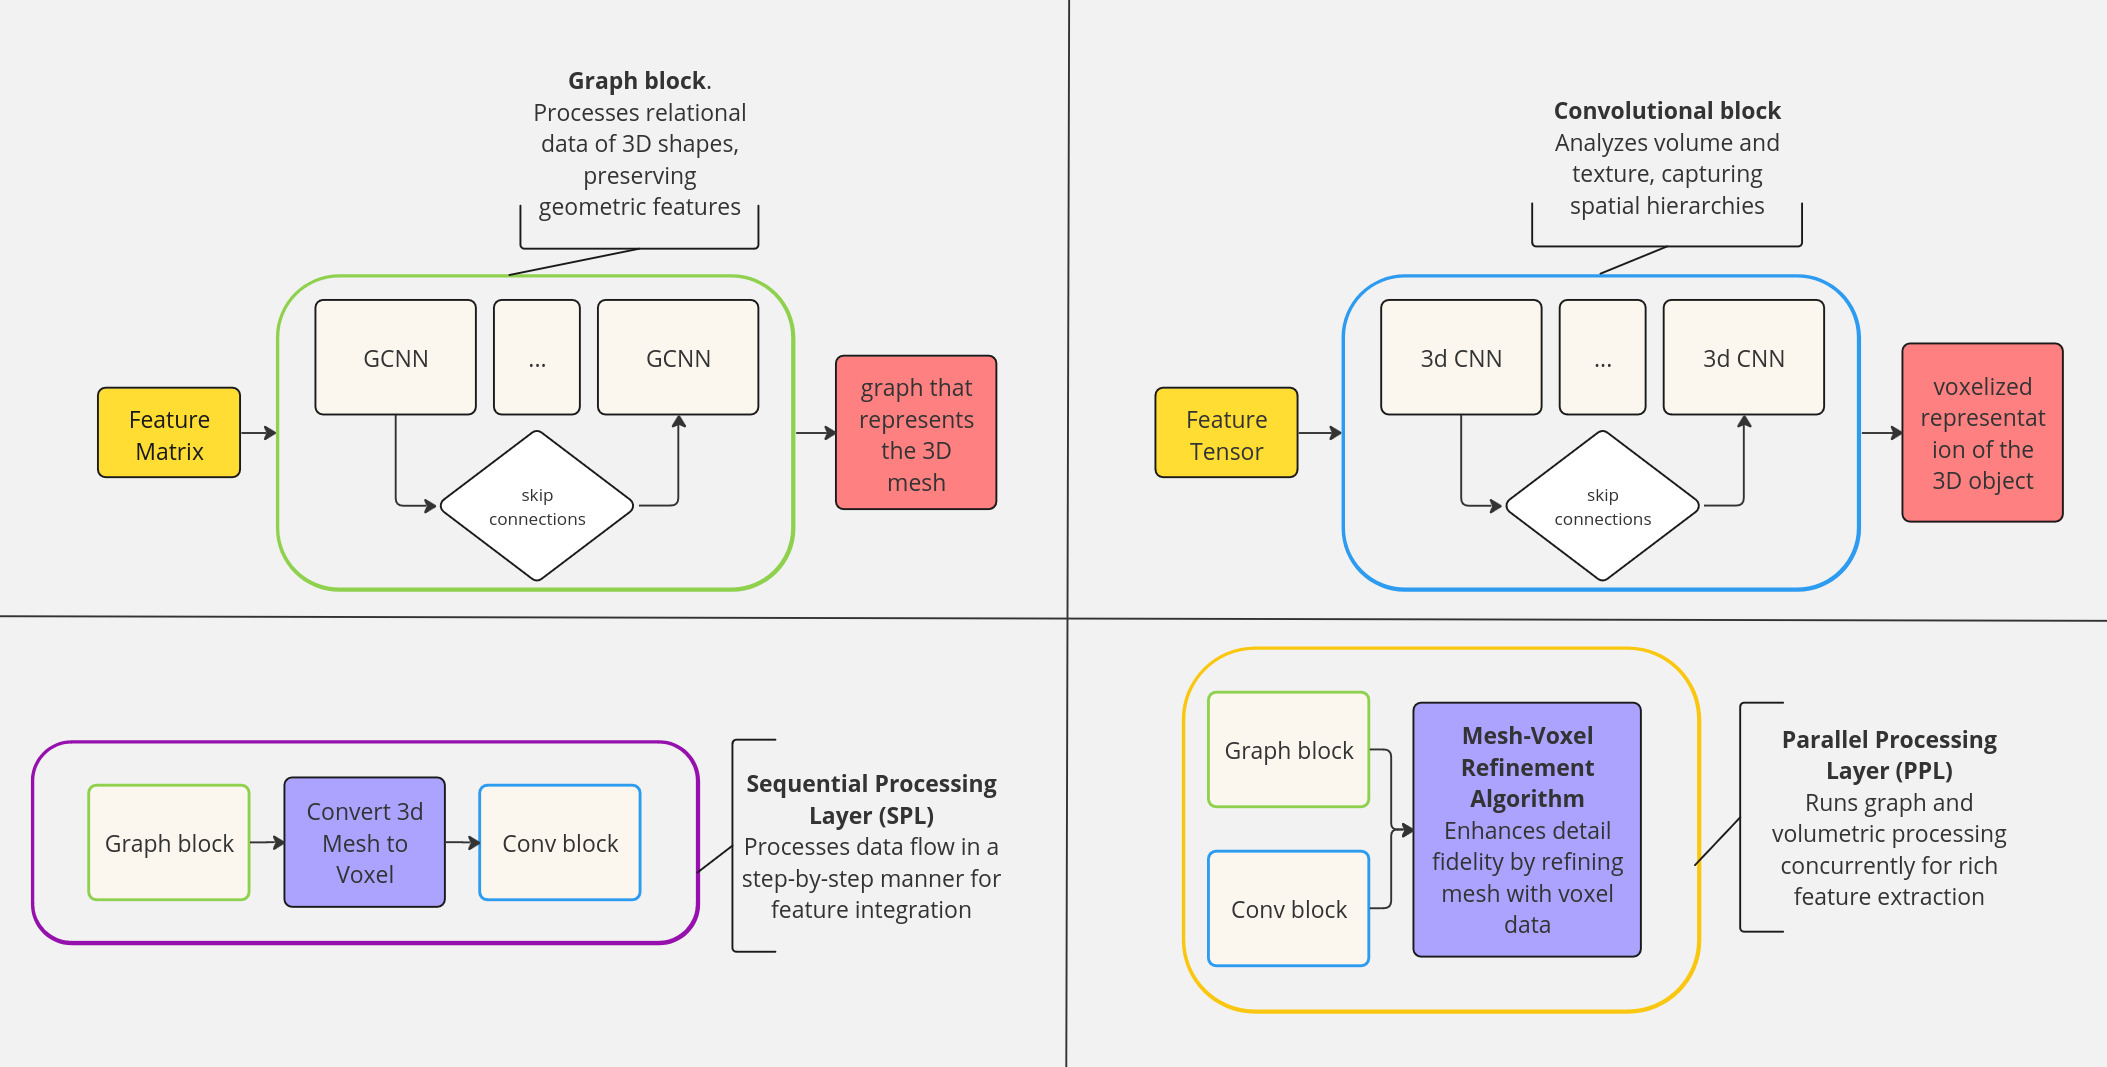 Graph block.
Processes relational
data of 3D shapes,
preserving
geometric features
GCNN
...
GCNN
Feature
Matrix
skip
connections
graph that
represents
the 3D
mesh
Convolutional block
Analyzes volume and
texture, capturing
spatial hierarchies
3d CNN
...
3d CNN
Feature
Tensor
skip
connections
voxelized
representat
ion of the
3D object
Graph block
Convert 3d
Mesh to
Voxel
Conv block
Sequential Processing
Layer (SPL)
Processes data flow in a
step-by-step manner for
feature integration
Graph block
Conv block
Mesh-Voxel
Refinement
Algorithm
Enhances detail
fidelity by refining
mesh with voxel
data
Parallel Processing
Layer (PPL)
Runs graph and
volumetric processing
concurrently for rich
feature extraction